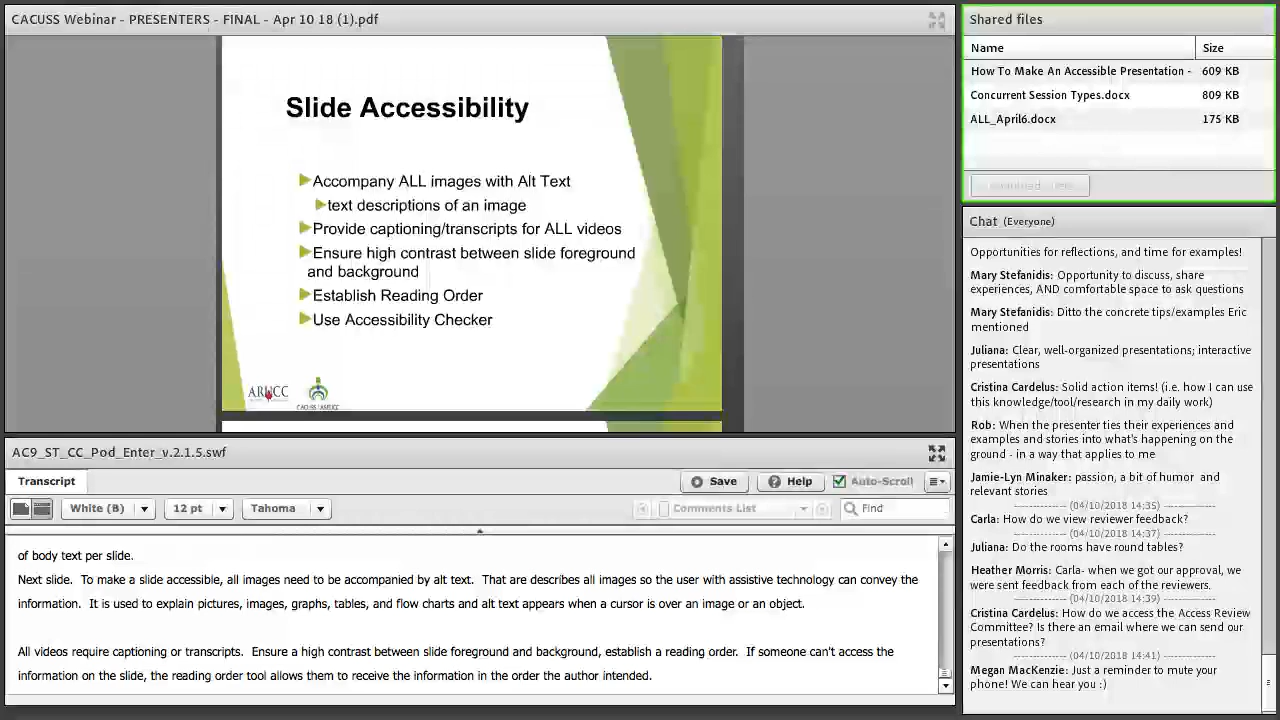 CACUSS Webinar - PRESENTERS - FINAL - Apr 10 18 (1).pdf
Slide Accessibility
Accompany ALL images with Alt Text
text descriptions of an image
Provide captioning/transcripts for ALL videos
Ensure high contrast between slide foreground
and background
Establish Reading Order
Use Accessibility Checker
ARUCC
CACUSS
AC9_ST_CC_Pod_Enter_v.2.1.5.swf
Transcript
Save
Help
Auto-Scroll
White (B)
12 pt
Tahoma
Comments List
Find
of body text per slide.
Next slide.  To make a slide accessible, all images need to be accompanied by alt text.  That are describes all images so the user with assistive technology can convey the
information.  It is used to explain pictures, images, graphs, tables, and flow charts and alt text appears when a cursor is over an image or an object.
All videos require captioning or transcripts.  Ensure a high contrast between slide foreground and background, establish a reading order.  If someone can't access the
information on the slide, the reading order tool allows them to receive the information in the order the author intended.
Shared files
Name Size
How To Make An Accessible Presentation - 609 KB
Concurrent Session Types.docx 809 KB
ALL_April6.docx 175 KB
Chat (Everyone)
Opportunities for reflections, and time for examples!
Mary Stefanidis: Opportunity to discuss, share
experiences, AND comfortable space to ask questions
Mary Stefanidis: Ditto the concrete tips/examples Eric
mentioned
Juliana: Clear, well-organized presentations; interactive
presentations
Cristina Cardelus: Solid action items! (i.e. how I can use
this knowledge/tool/research in my daily work)
Rob: When the presenter ties their experiences and
examples and stories into what's happening on the
ground - in a way that applies to me
Jamie-Lyn Minaker: passion, a bit of humor  and
relevant stories
--------------- (04/10/2018 14:35) ---------------
Carla: How do we view reviewer feedback?
--------------- (04/10/2018 14:37) ---------------
Juliana: Do the rooms have round tables?
Heather Morris: Carla- when we got our approval, we
were sent feedback from each of the reviewers.
--------------- (04/10/2018 14:39) ---------------
Cristina Cardelus: How do we access the Access Review
Committee? Is there an email where we can send our
presentations?
--------------- (04/10/2018 14:41) ---------------
Megan MacKenzie: Just a reminder to mute your
phone! We can hear you :)